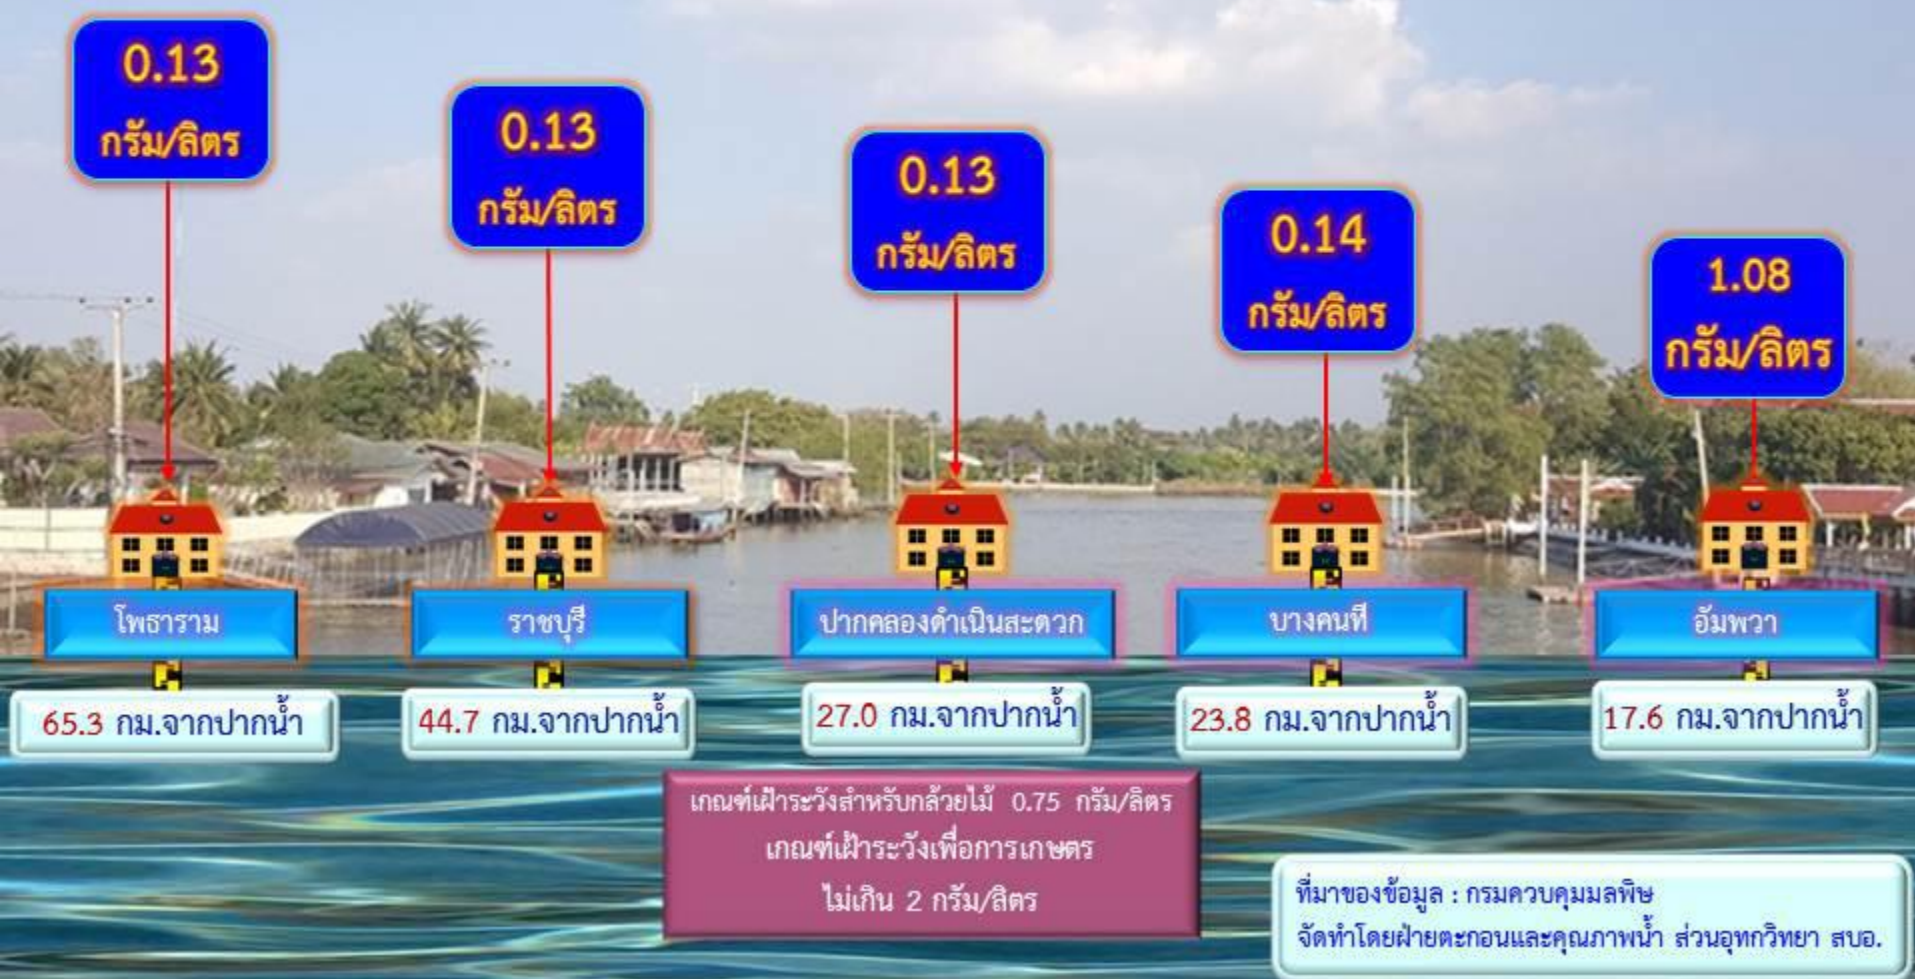 0.13
กรัม/ลิตร
0.13
กรัม/ลิตร
0.13
กรัม/ลิตร
0.14
กรัม/ลิตร
1.08
กรัม/ลิตร
โพธาราม
ราชบุรี
ปากคลองดำเนินสะดวก
บางคนที
อัมพวา
65.3 กม.จากปากน้ำ
44.7 กม.จากปากน้ำ
27.0 กม.จากปากน้ำ
23.8 กม.จากปากน้ำ
17.6 กม.จากปากน้ำ
เกณฑ์เฝ้าระวังสำหรับกล้วยไม้ 0.75 กรัม/ลิตร
เกณฑ์เฝ้าระวังเพื่อการเกษตร
ไม่เกิน 2 กรัม/ลิตร
ที่มาของข้อมูล : กรมควบคุมมลพิษ
จัดทำโดยฝ่ายตะกอนและคุณภาพน้ำ ส่วนอุทกวิทยา สบอ.